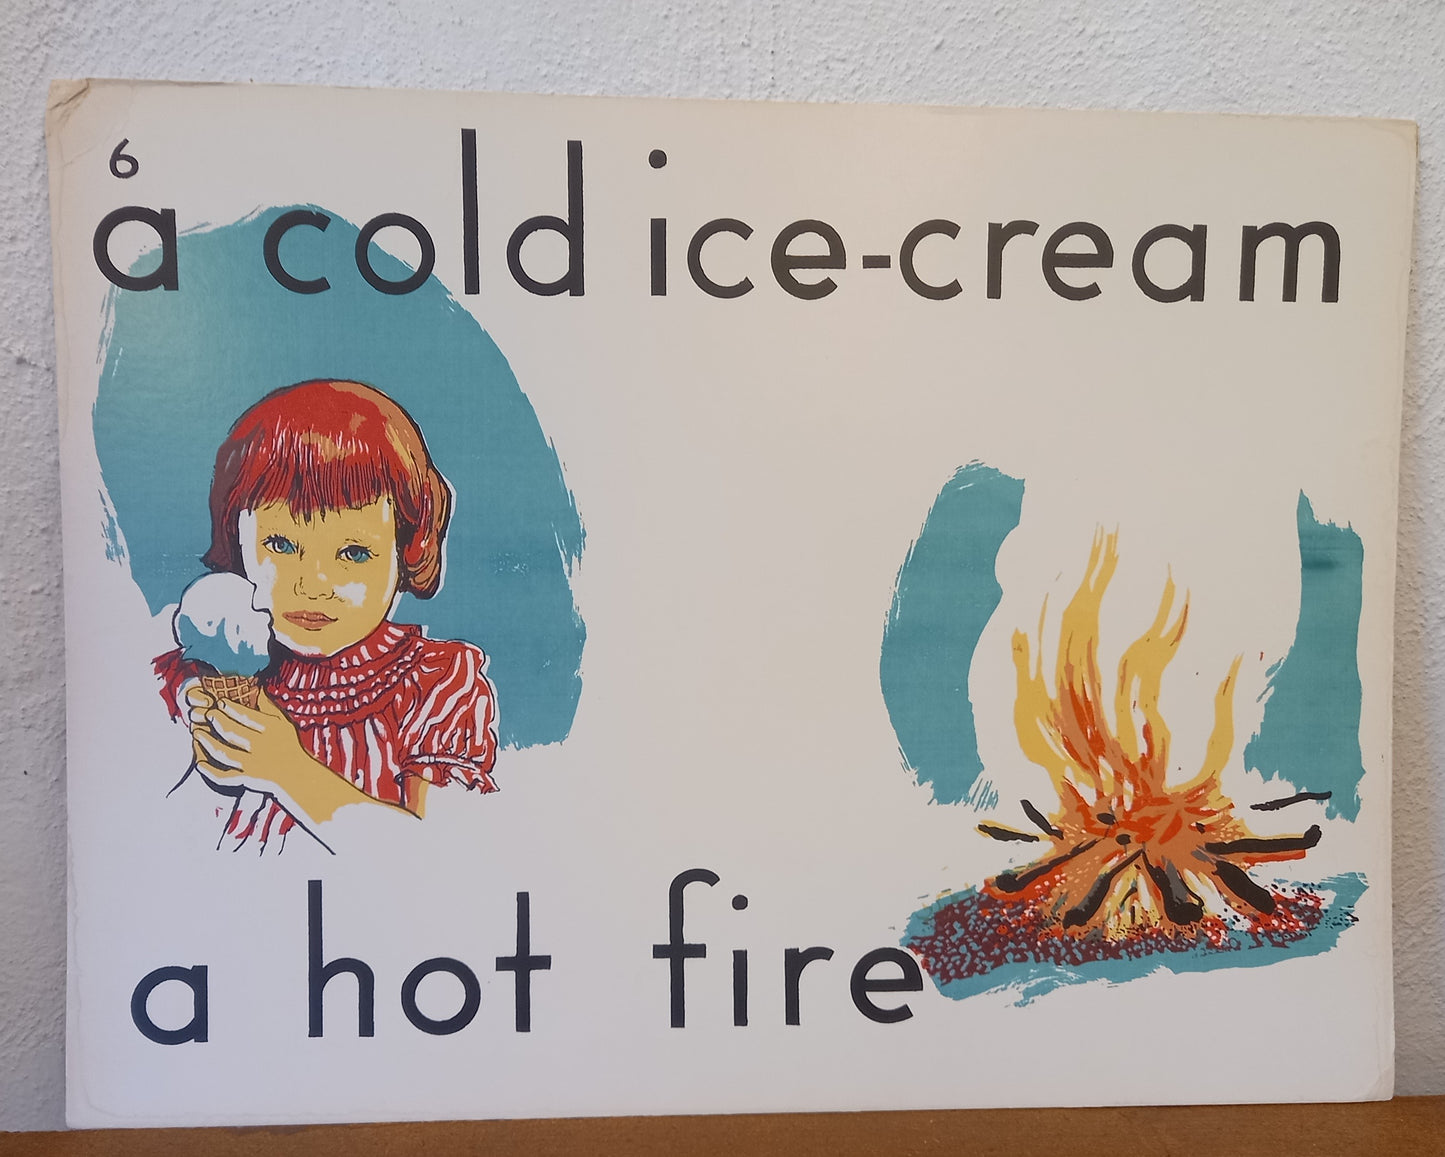 6
a cold ice-cream
a hot fire